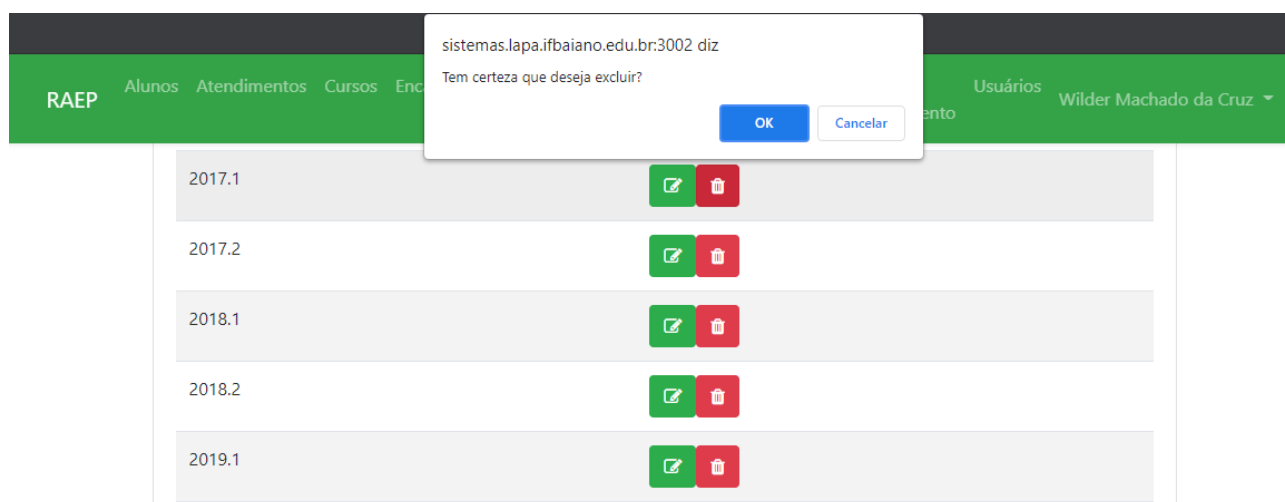 sistemas.lapa.ifbaiano.edu.br:3002 diz
Tem certeza que deseja excluir?
OK Cancelar
RAEP Alunos Atendimentos Cursos Usuários Wilder Machado da Cruz
2017.1
2017.2
2018.1
2018.2
2019.1